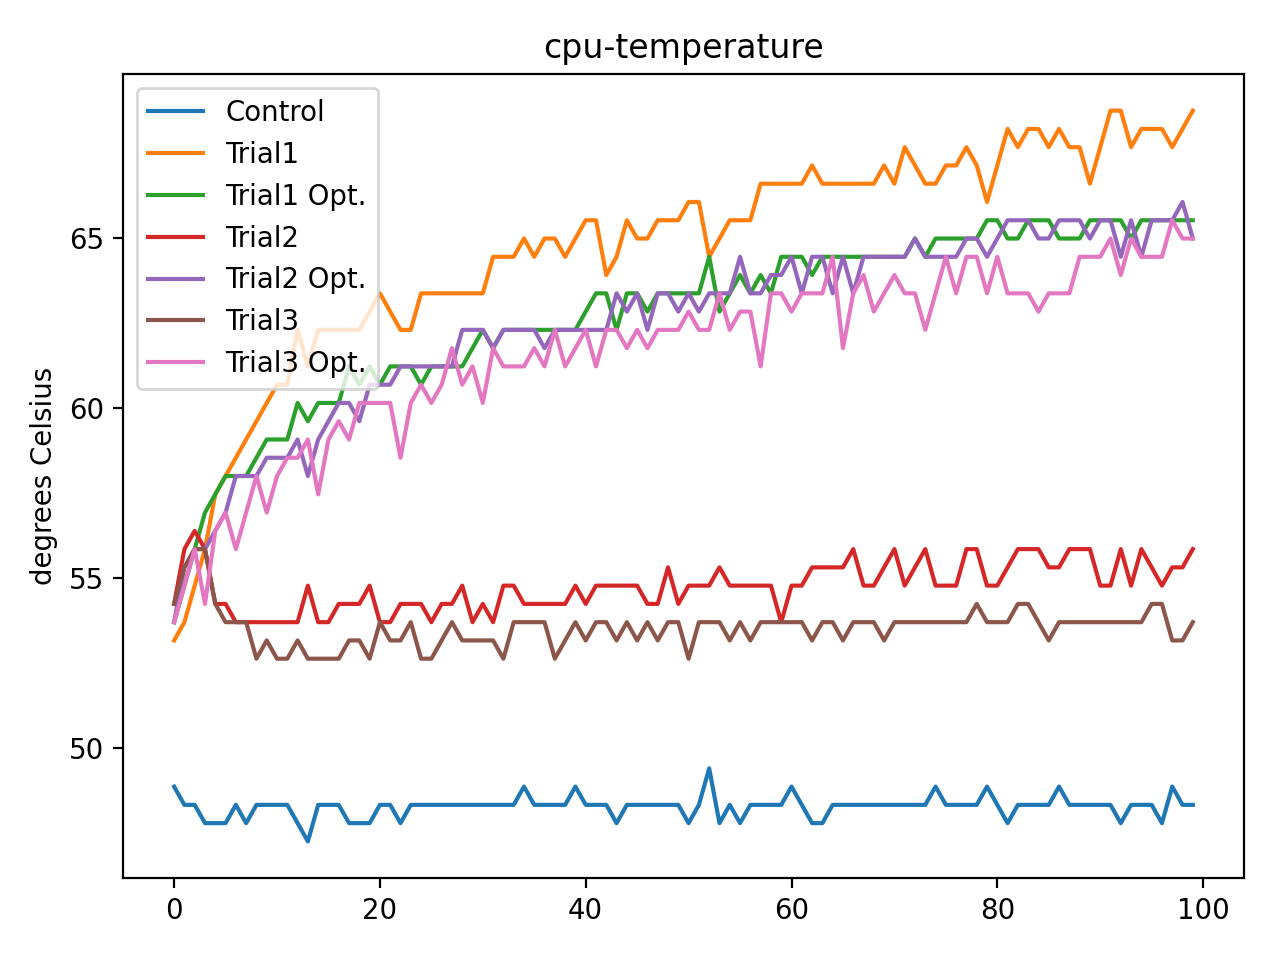 cpu-temperature
Control
Trial1
Trial1 Opt.
Trial2
Trial2 Opt.
Trial3
Trial3 Opt.
degrees Celsius
65
60
55
50
0 20 40 60 80 100